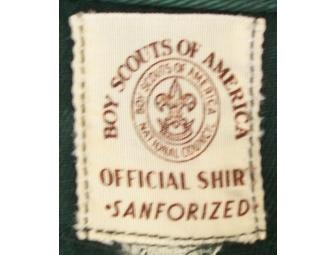 BOY SCOUTS OF AMERICA
BOY SCOUTS OF AMERICA
NATIONAL COUNCIL
OFFICIAL SHIR
• SANFORIZED •